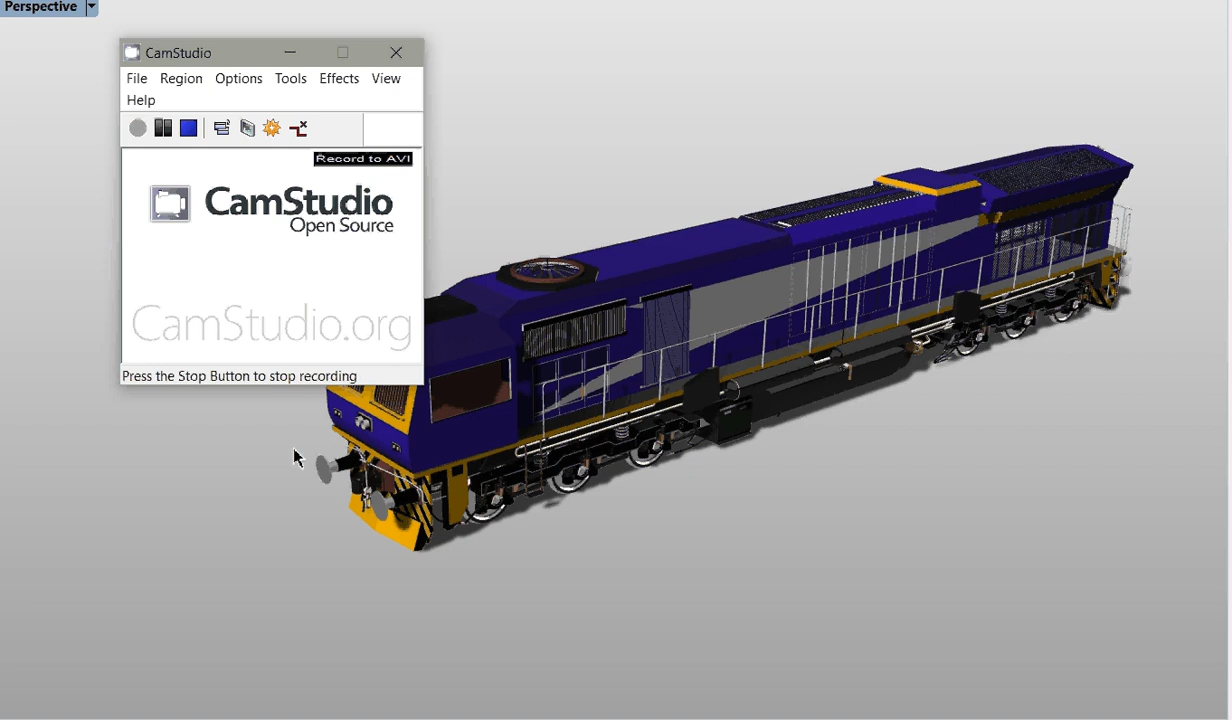 Perspective
CamStudio
File Region Options Tools Effects View
Help
Record to AVI
CamStudio
Open Source
CamStudio.org
Press the Stop Button to stop recording